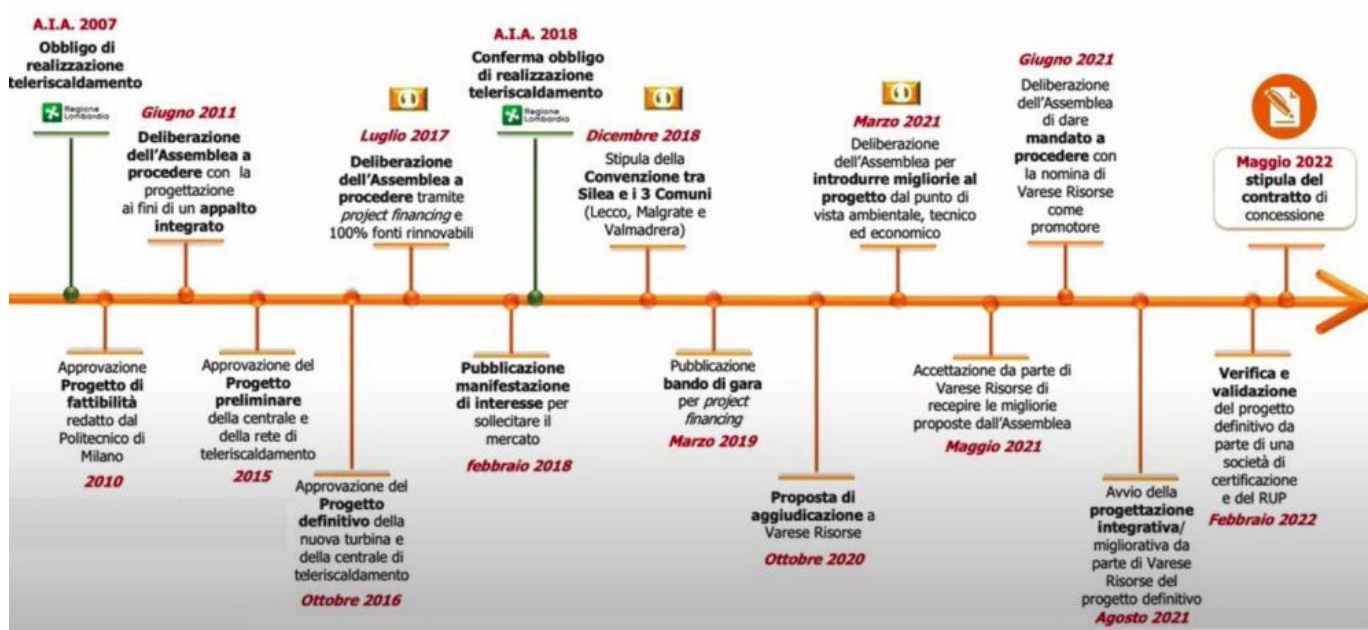 A.I.A. 2007
Obbligo di
realizzazione
teleriscaldamento
Regione
Lombardia
Giugno 2011
Deliberazione
dell'Assemblea a
procedere con la
progettazione
ai fini di un appalto
integrato
Luglio 2017
Deliberazione
dell'Assemblea a
procedere tramite
project financing e
100% fonti rinnovabili
A.I.A. 2018
Conferma obbligo
di realizzazione
teleriscaldamento
Regione
Lombardia
Dicembre 2018
Stipula della
Convenzione tra
Silea e i 3 Comuni
(Lecco, Malgrate e
Valmadrera)
Marzo 2021
Deliberazione
dell'Assemblea per
introdurre migliorie al
progetto dal punto di
vista ambientale, tecnico
ed economico
Giugno 2021
Deliberazione
dell'Assemblea
di dare
mandato a
procedere con
la nomina di
Varese Risorse
come
promotore
Maggio 2022
stipula del
contratto di
concessione
Approvazione
Progetto di
fattibilità
redatto dal
Politecnico di
Milano
2010
Approvazione del
Progetto
preliminare
della centrale e
della rete di
teleriscaldamento
2015
Approvazione del
Progetto
definitivo della
nuova turbina e
della centrale di
teleriscaldamento
Ottobre 2016
Pubblicazione
manifestazione
di interesse per
sollecitare il
mercato
febbraio 2018
Pubblicazione
bando di gara
per project
financing
Marzo 2019
Proposta di
aggiudicazione a
Varese Risorse
Ottobre 2020
Accettazione da parte di
Varese Risorse di
recepire le migliorie
proposte dall'Assemblea
Maggio 2021
Avvio della
progettazione
integrativa/
migliorativa da
parte di Varese
Risorse del
progetto definitivo
Agosto 2021
Verifica e
validazione
del progetto
definitivo da
parte di una
società di
certificazione
e del RUP
Febbraio 2022